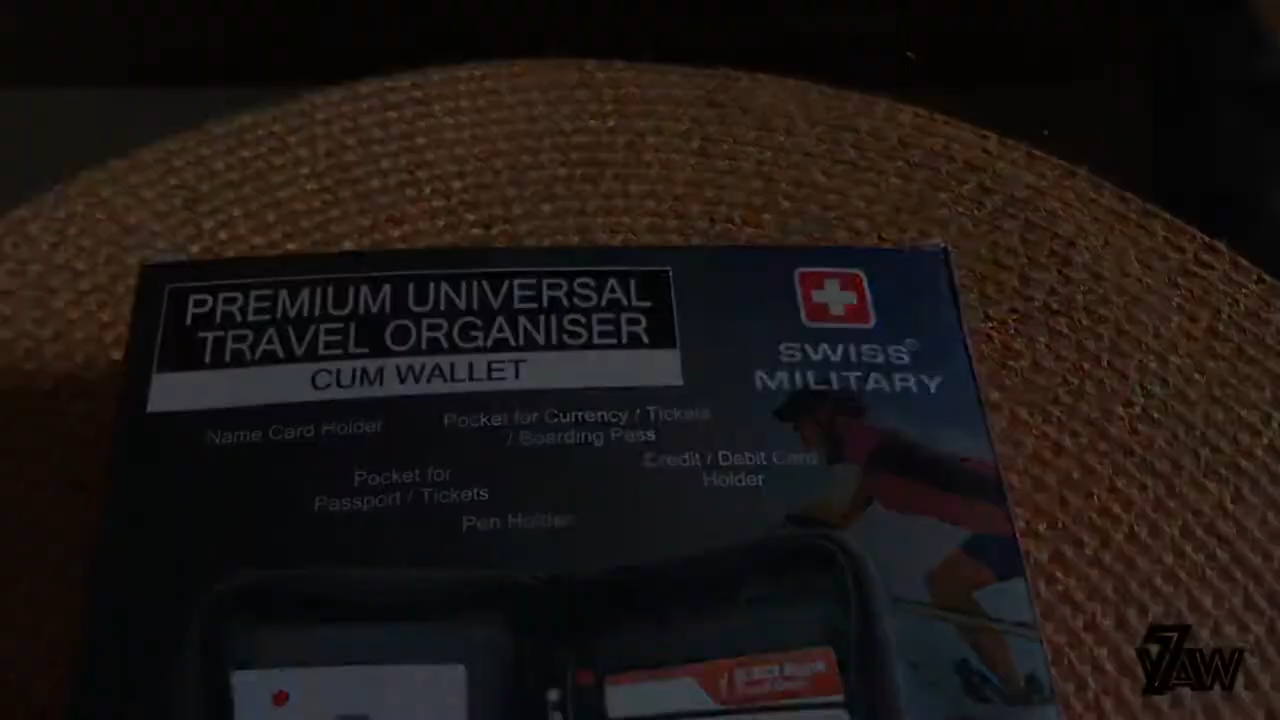 PREMIUM UNIVERSAL
TRAVEL ORGANISER
CUM WALLET
SWISS®
MILITARY
Name Card Holder
Pocket for Currency / Tickets
/ Boarding Pass
Credit / Debit Card
Holder
Pocket for
Passport / Tickets
Pen Holder